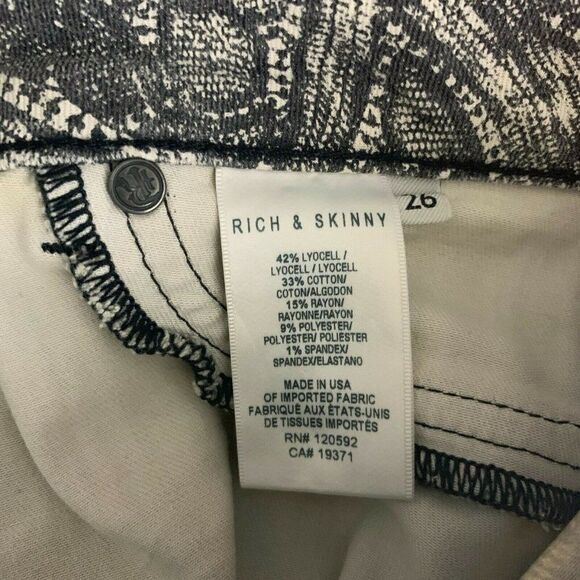 26
RICH & SKINNY
42% LYOCELL /
LYOCELL / LYOCELL
33% COTTON/
COTON/ALGODON
15% RAYON/
RAYONNE/RAYON
9% POLYESTER/
POLYESTER/ POLIESTER
1% SPANDEX/
SPANDEX/ELASTANO
MADE IN USA
OF IMPORTED FABRIC
FABRIQUÉ AUX ÉTATS-UNIS
DE TISSUES IMPORTÉS
RN# 120592
CA# 19371